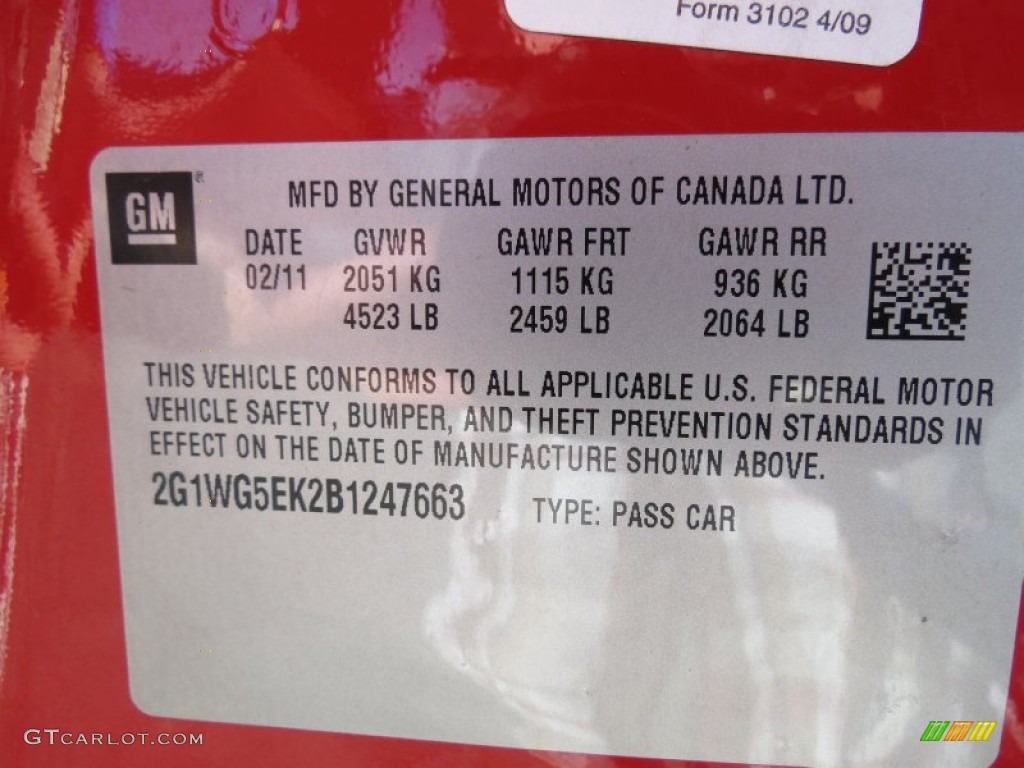 Form 3102 4/09
GM ®
MFD BY GENERAL MOTORS OF CANADA LTD.
DATE GVWR GAWR FRT GAWR RR
02/11 2051 KG 1115 KG 936 KG
4523 LB 2459 LB 2064 LB
THIS VEHICLE CONFORMS TO ALL APPLICABLE U.S. FEDERAL MOTOR
VEHICLE SAFETY, BUMPER, AND THEFT PREVENTION STANDARDS IN
EFFECT ON THE DATE OF MANUFACTURE SHOWN ABOVE.
2G1WG5EK2B1247663 TYPE: PASS CAR
GTCARLOT.COM